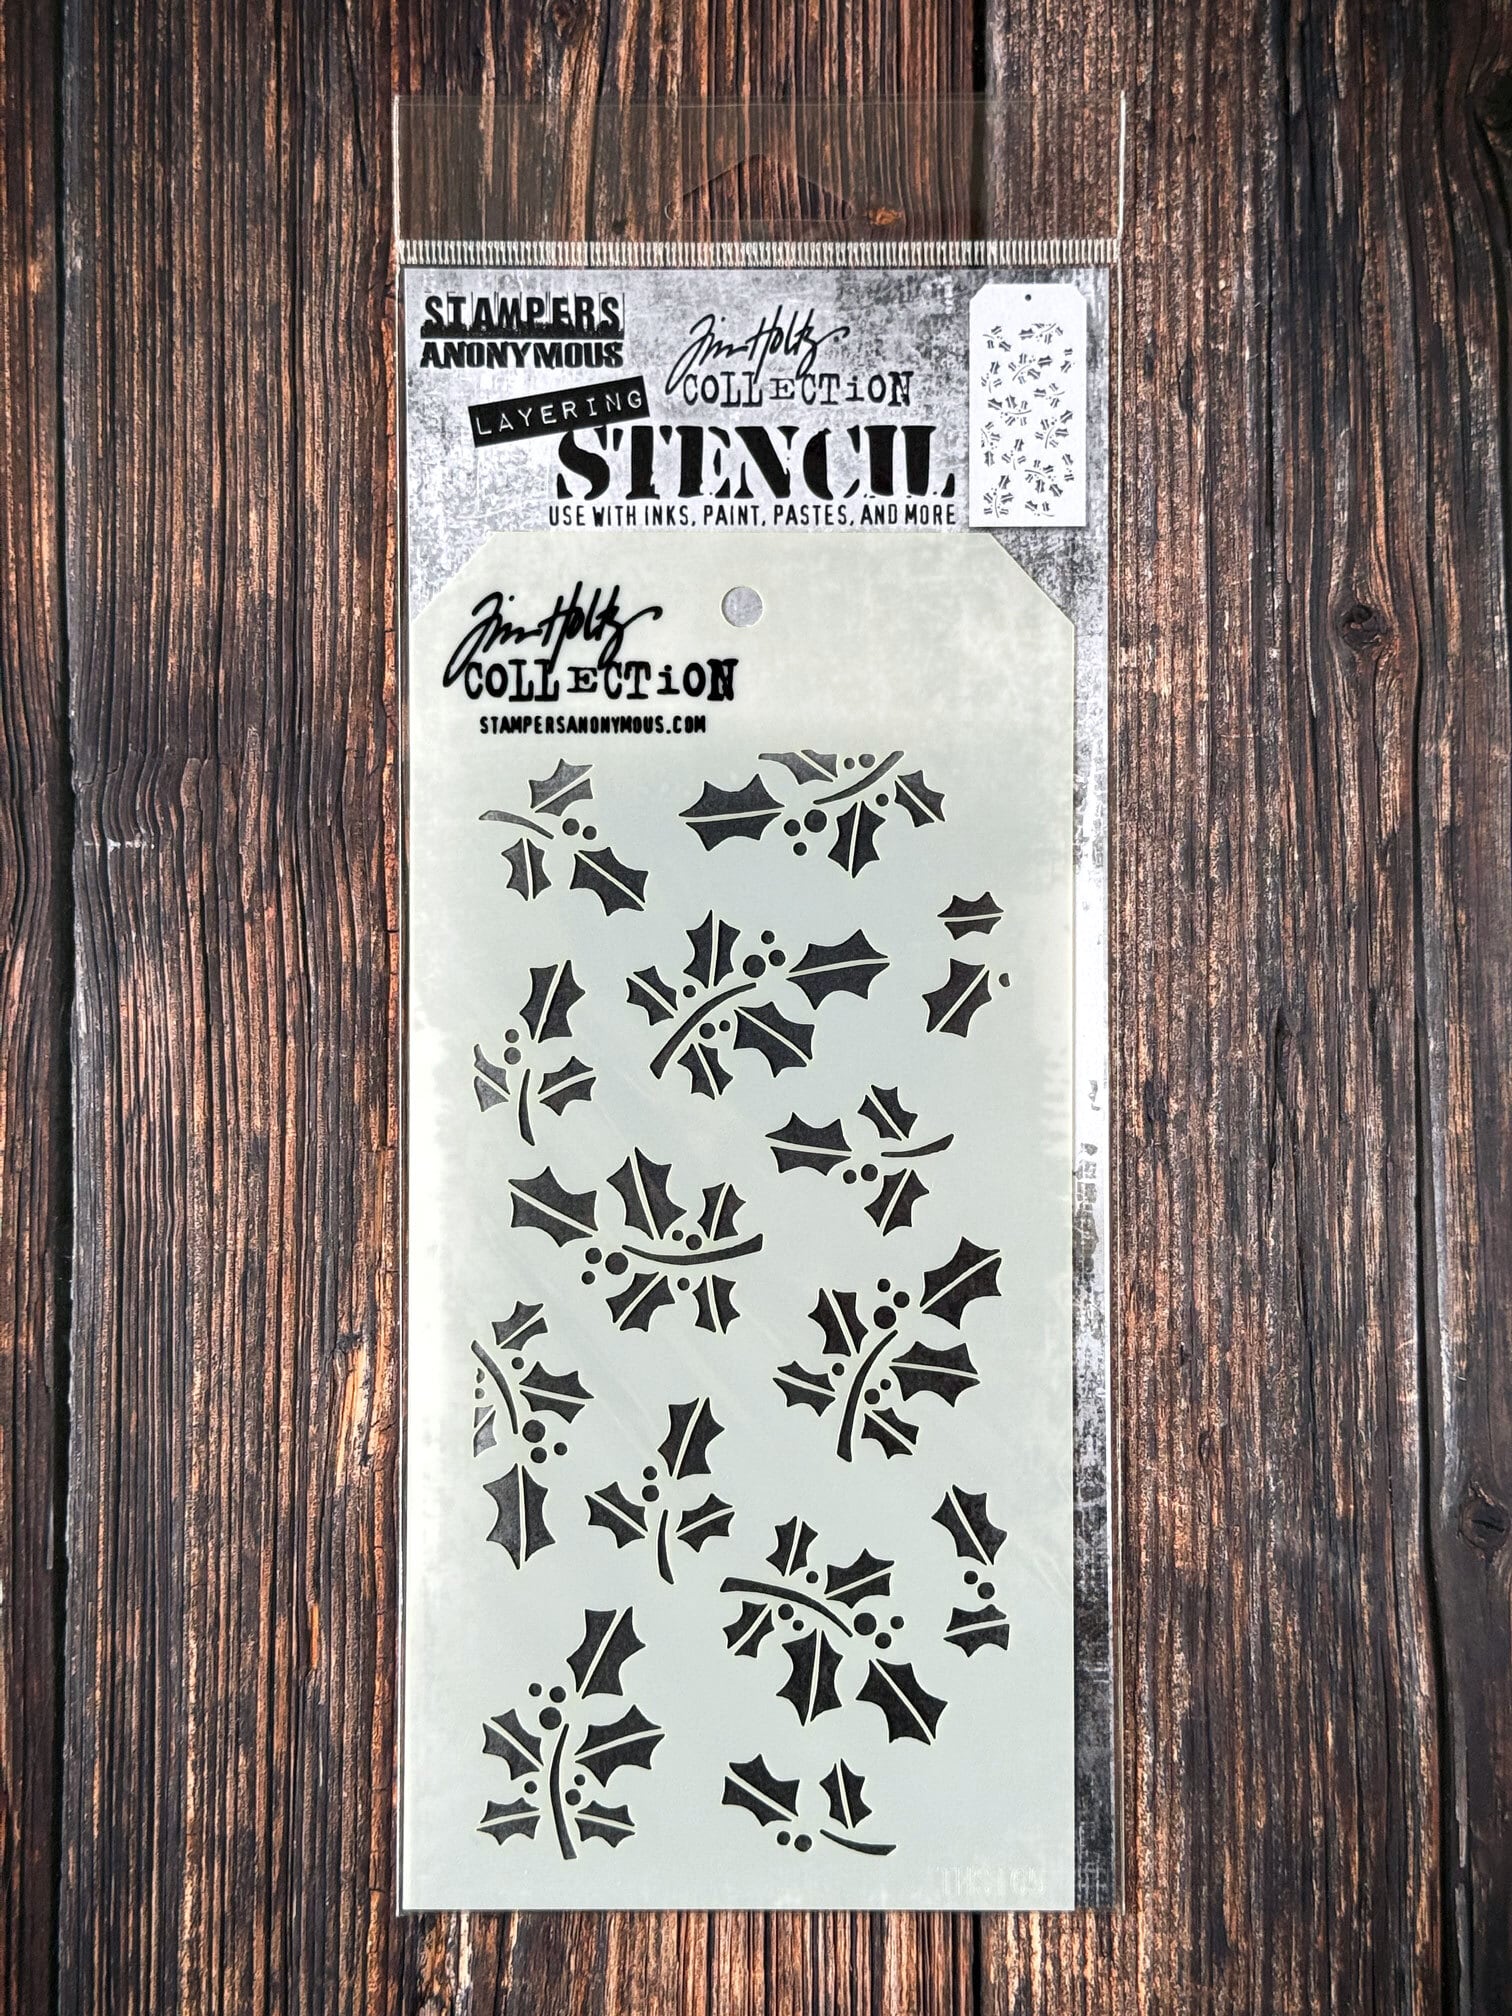 STAMPERS
ANONYMOUS
Tim Holtz
COLLECTiON
LAYERING
STENCIL
USE WITH INKS, PAINT, PASTES, AND MORE
Tim Holtz
COLLECTiON
STAMPERSANONYMOUS.COM